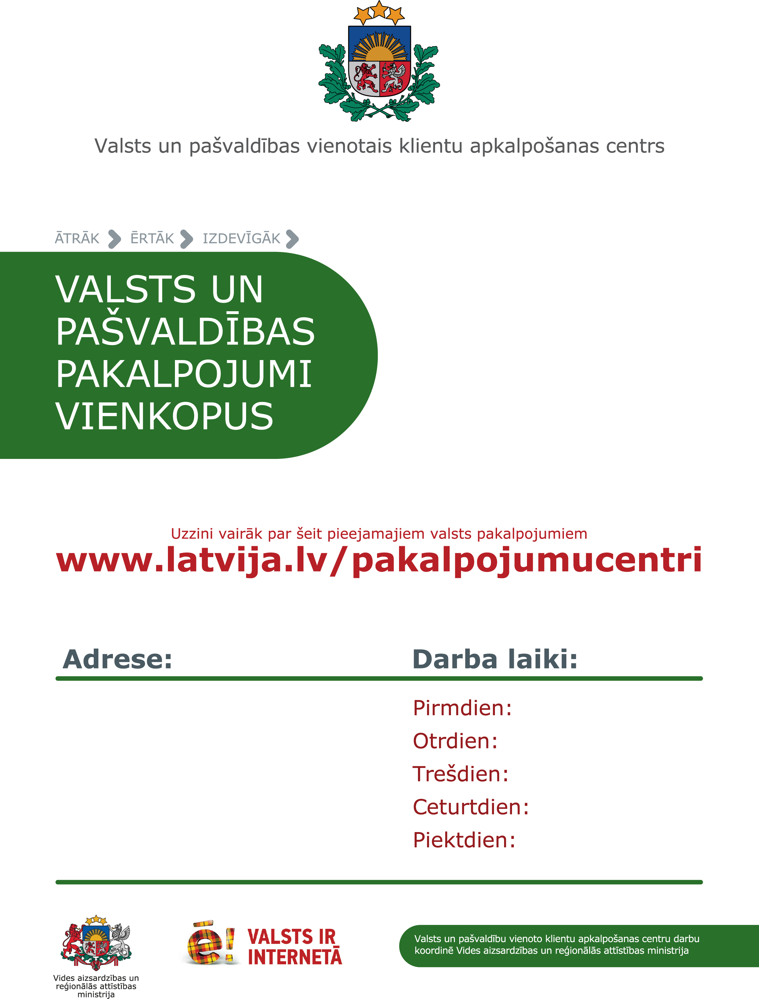 Valsts un pašvaldības vienotais klientu apkalpošanas centrs
ĀTRĀK ĒRTĀK IZDEVĪGĀK
VALSTS UN
PAŠVALDĪBAS
PAKALPOJUMI
VIENKOPUS
Uzzini vairāk par šeit pieejamajiem valsts pakalpojumiem
www.latvija.lv/pakalpojumucentri
Adrese:
Darba laiki:
Pirmdien:
Otrdien:
Trešdien:
Ceturtdien:
Piektdien:
Vides aizsardzības un
reģionālās attīstības
ministrija
ē!
VALSTS IR
INTERNETĀ
Valsts un pašvaldību vienoto klientu apkalpošanas centru darbu
koordinē Vides aizsardzības un reģionālās attīstības ministrija